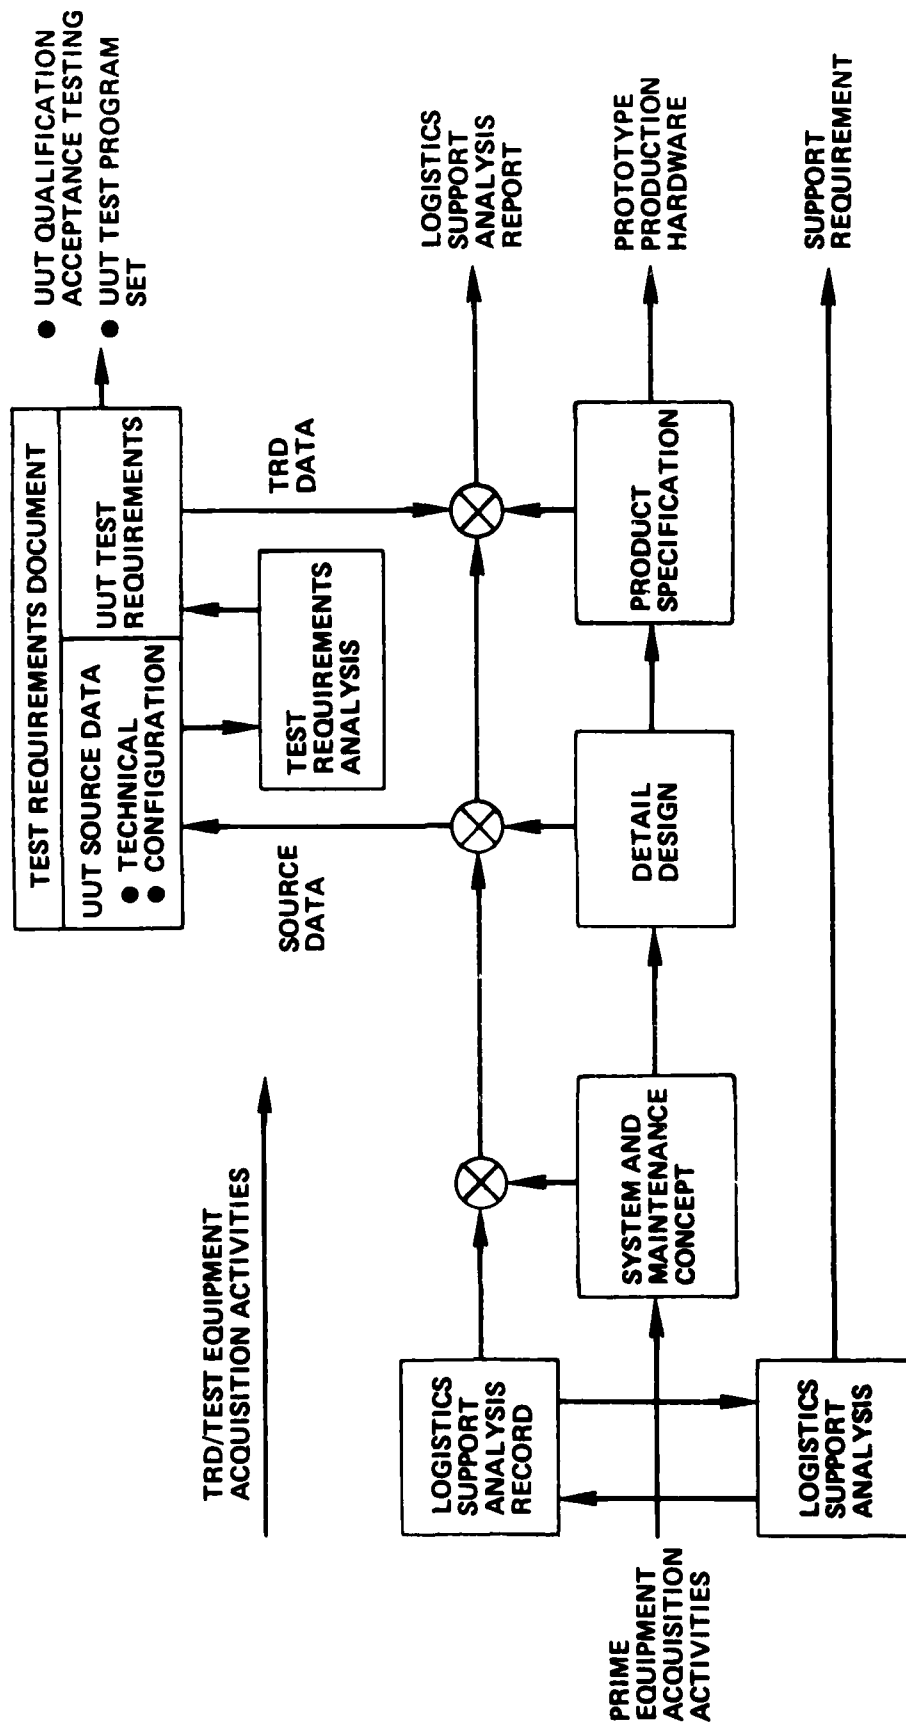 TRD/TEST EQUIPMENT
ACQUISITION ACTIVITIES
TEST REQUIREMENTS DOCUMENT
UUT SOURCE DATA
● TECHNICAL
● CONFIGURATION
UUT TEST
REQUIREMENTS
● UUT QUALIFICATION
ACCEPTANCE TESTING
● UUT TEST PROGRAM
SET
SOURCE
DATA
TEST
REQUIREMENTS
ANALYSIS
TRD
DATA
LOGISTICS
SUPPORT
ANALYSIS
RECORD
LOGISTICS
SUPPORT
ANALYSIS
REPORT
PRIME
EQUIPMENT
ACQUISITION
ACTIVITIES
SYSTEM AND
MAINTENANCE
CONCEPT
DETAIL
DESIGN
PRODUCT
SPECIFICATION
PROTOTYPE
PRODUCTION
HARDWARE
LOGISTICS
SUPPORT
ANALYSIS
SUPPORT
REQUIREMENT